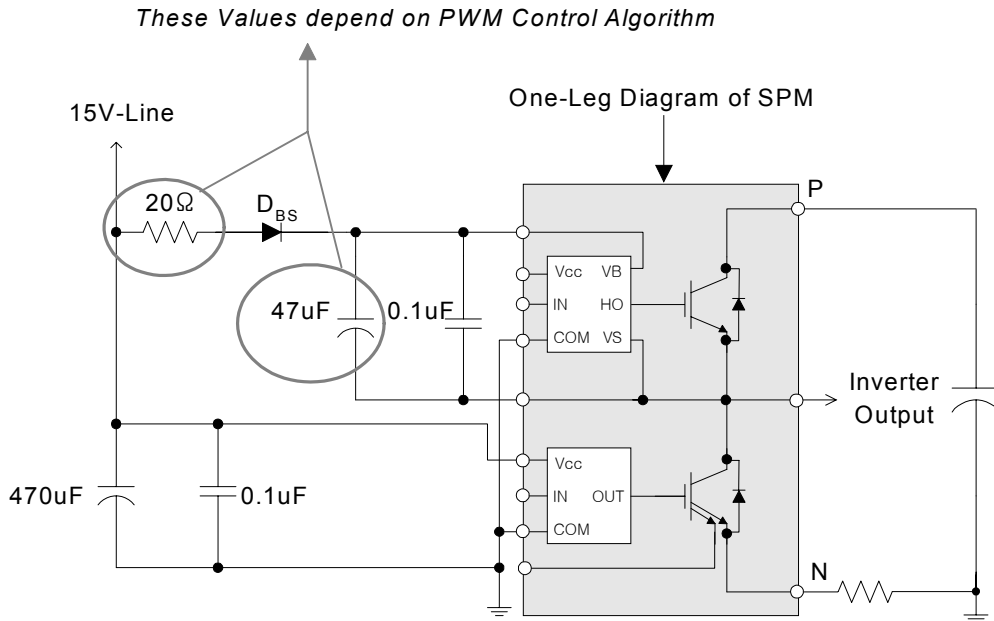 These Values depend on PWM Control Algorithm
One-Leg Diagram of SPM
15V-Line
P
20Ω
DBS
Vcc
VB
47uF
0.1uF
IN
HO
COM
VS
Inverter
Output
Vcc
470uF
0.1uF
IN
OUT
COM
N